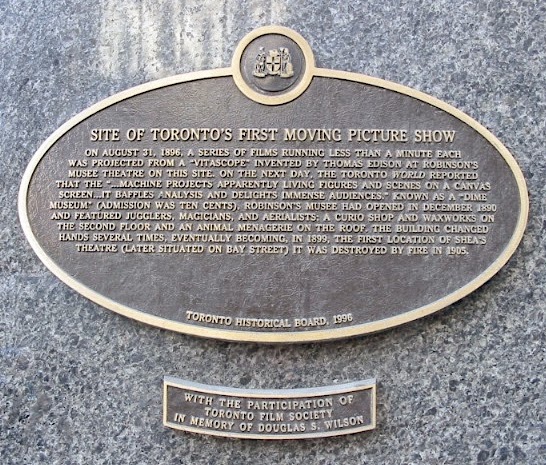 SITE OF TORONTO'S FIRST MOVING PICTURE SHOW
ON AUGUST 31, 1896, A SERIES OF FILMS RUNNING LESS THAN A MINUTE EACH
WAS PROJECTED FROM A "VITASCOPE" INVENTED BY THOMAS EDISON AT ROBINSON'S
MUSEE THEATRE ON THIS SITE. ON THE NEXT DAY, THE TORONTO WORLD REPORTED
THAT THE "...MACHINE PROJECTS APPARENTLY LIVING FIGURES AND SCENES ON A CANVAS
SCREEN...IT BAFFLES ANALYSIS AND DELIGHTS IMMENSE AUDIENCES." KNOWN AS A "DIME
MUSEUM" (ADMISSION WAS TEN CENTS), ROBINSON'S MUSEE HAD OPENED IN DECEMBER 1890
AND FEATURED JUGGLERS, MAGICIANS, AND AERIALISTS; A CURIO SHOP AND WAXWORKS ON
THE SECOND FLOOR AND AN ANIMAL MENAGERIE ON THE ROOF. THE BUILDING CHANGED
HANDS SEVERAL TIMES, EVENTUALLY BECOMING, IN 1899, THE FIRST LOCATION OF SHEA'S
THEATRE (LATER SITUATED ON BAY STREET) IT WAS DESTROYED BY FIRE IN 1905.
TORONTO HISTORICAL BOARD, 1996
WITH THE PARTICIPATION OF
TORONTO FILM SOCIETY
IN MEMORY OF DOUGLAS S. WILSON